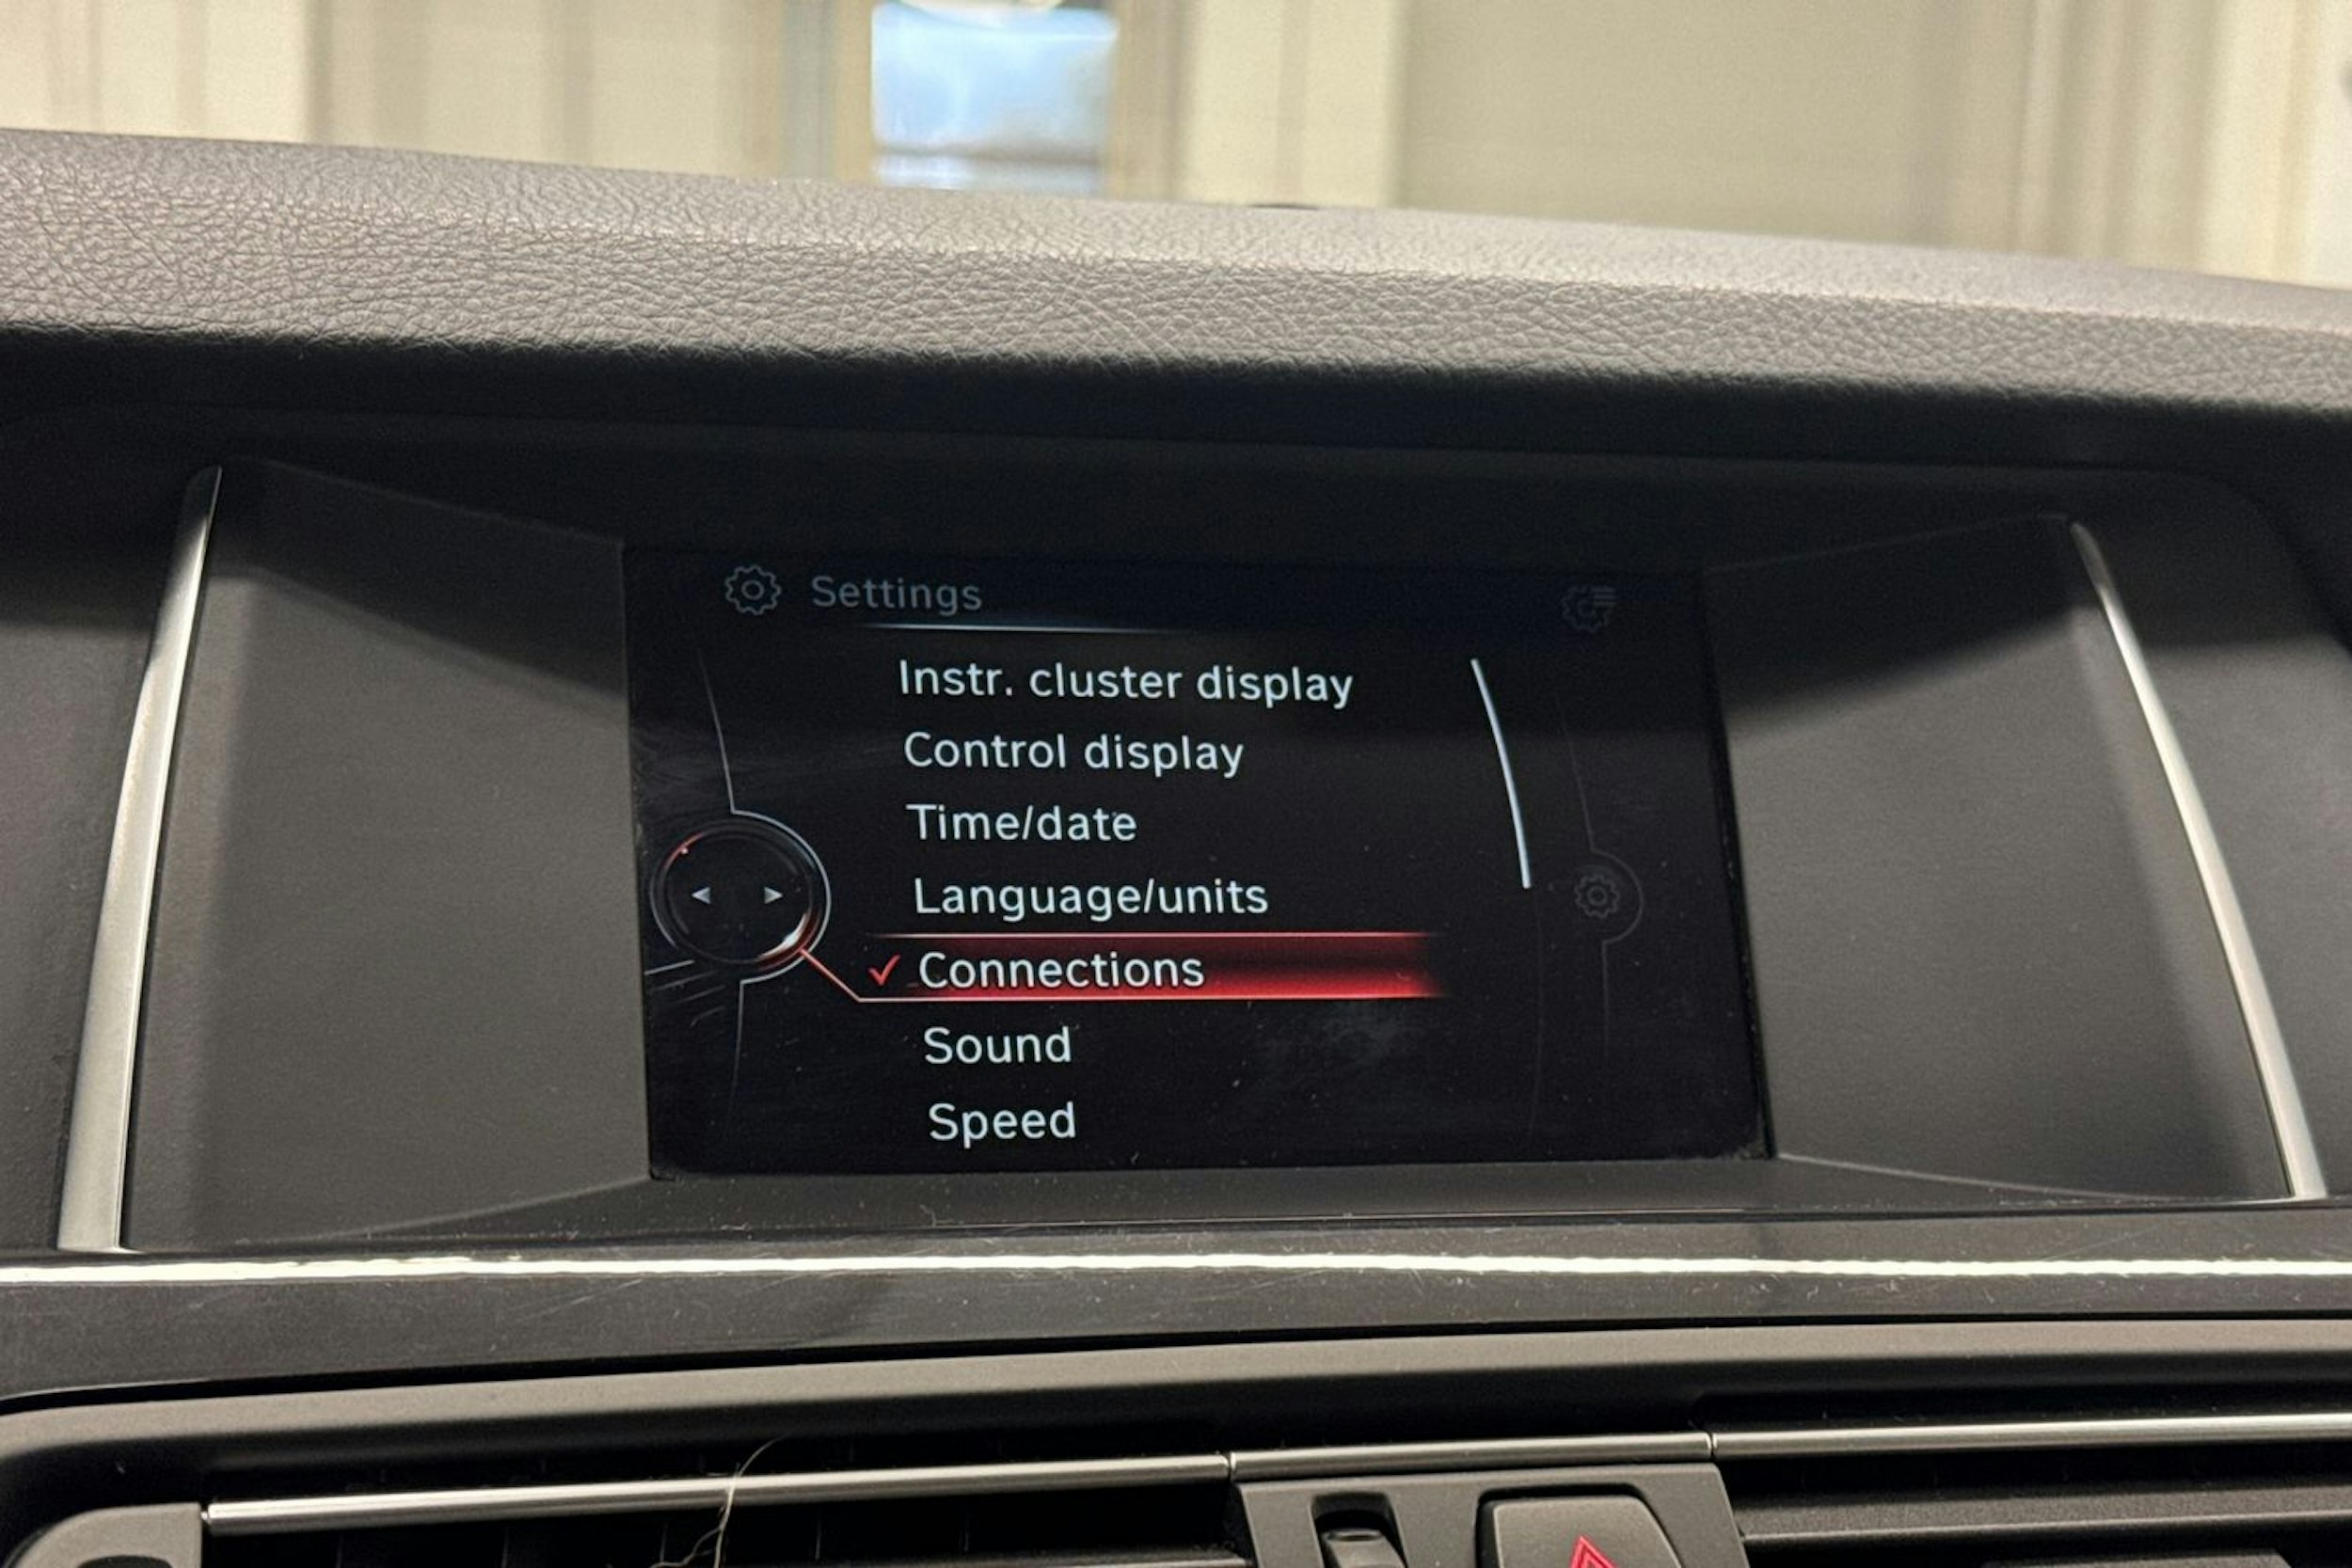 Settings
Instr. cluster display
Control display
Time/date
Language/units
Connections
Sound
Speed